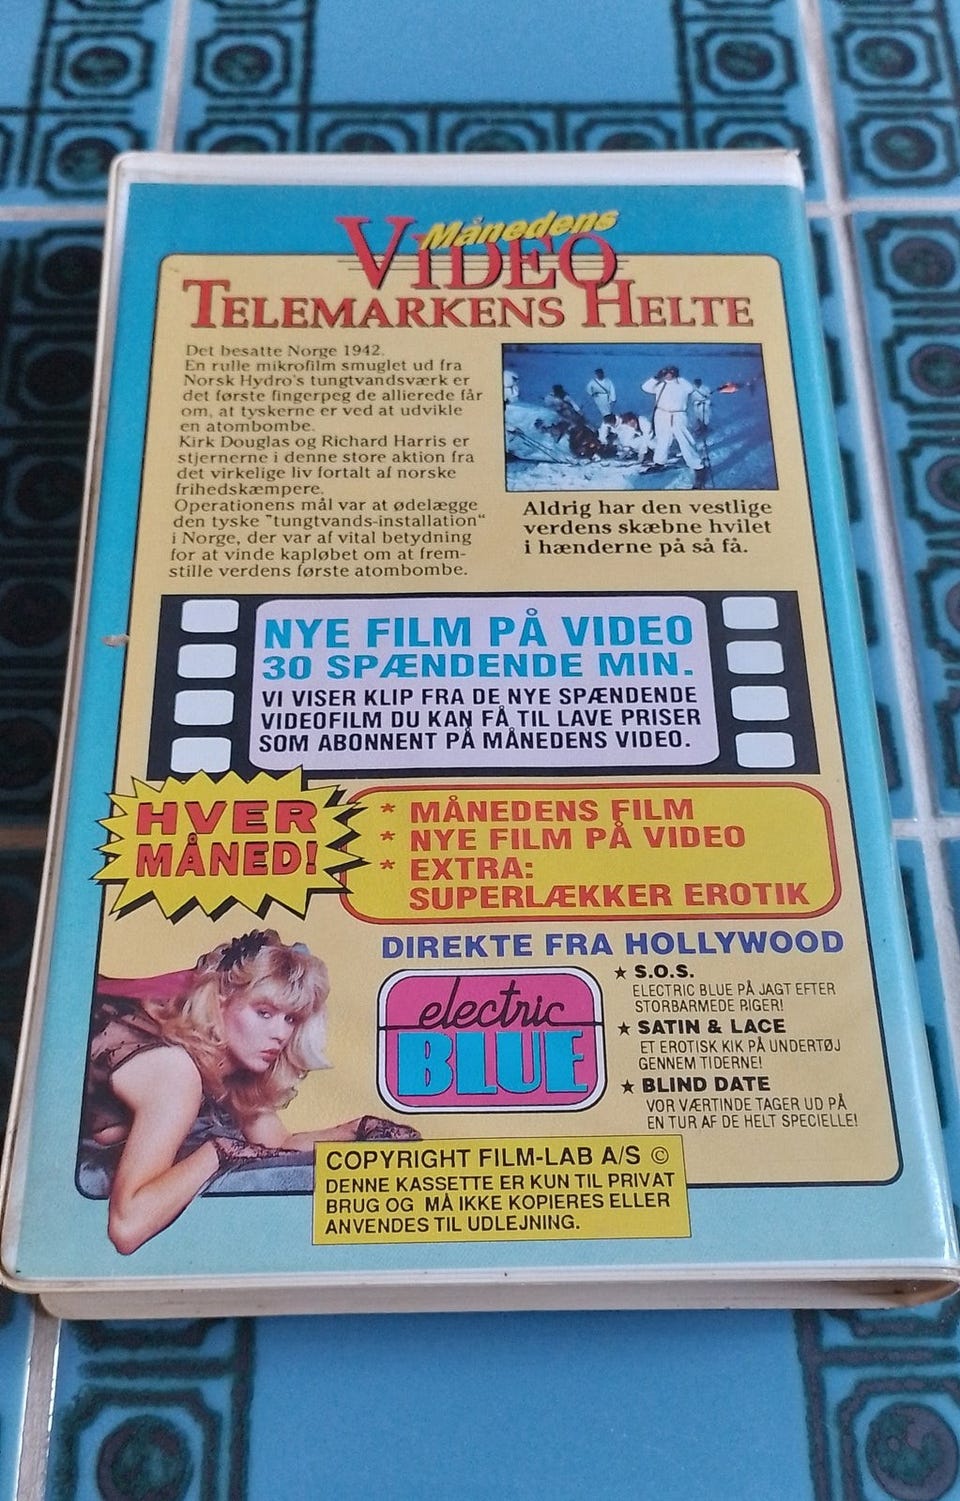 Månedens
VIDEO
TELEMARKENS HELTE
Det besatte Norge 1942.
En rulle mikrofilm smuglet ud fra
Norsk Hydro's tungtvandsværk er
det første fingerpeg de allierede får
om, at tyskerne er ved at udvikle
en atombombe.
Kirk Douglas og Richard Harris er
stjernerne i denne store aktion fra
det virkelige liv fortalt af norske
frihedskæmpere.
Operationens mål var at ødelægge
den tyske "tungtvands-installation"
i Norge, der var af vital betydning
for at vinde kapløbet om at frem-
stille verdens første atombombe.
Aldrig har den vestlige
verdens skæbne hvilet
i hænderne på så få.
NYE FILM PÅ VIDEO
30 SPÆNDENDE MIN.
VI VISER KLIP FRA DE NYE SPÆNDENDE
VIDEOFILM DU KAN FÅ TIL LAVE PRISER
SOM ABONNENT PÅ MÅNEDENS VIDEO.
HVER
MÅNED!
* MÅNEDENS FILM
* NYE FILM PÅ VIDEO
* EXTRA:
SUPERLÆKKER EROTIK
DIREKTE FRA HOLLYWOOD
electric
BLUE
★ S.O.S.
ELECTRIC BLUE PÅ JAGT EFTER
STORBARMEDE PIGER!
★ SATIN & LACE
ET EROTISK KIK PÅ UNDERTØJ
GENNEM TIDERNE!
★ BLIND DATE
VOR VÆRTINDE TAGER UD PÅ
EN TUR AF DE HELT SPECIELLE!
COPYRIGHT FILM-LAB A/S ©
DENNE KASSETTE ER KUN TIL PRIVAT
BRUG OG MÅ IKKE KOPIERES ELLER
ANVENDES TIL UDLEJNING.